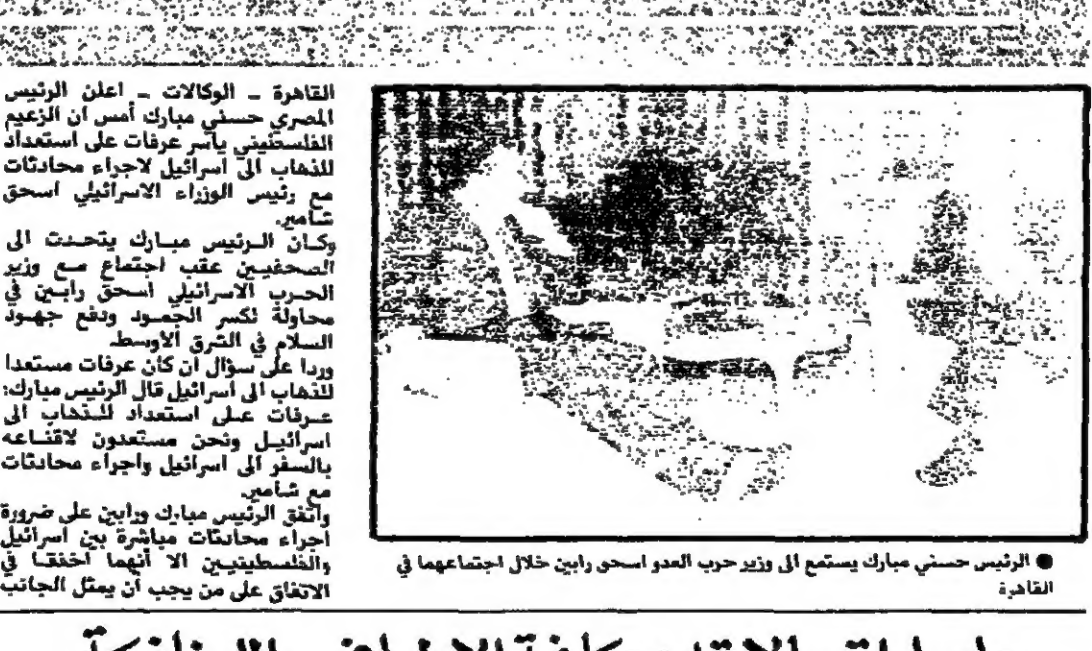 القاهرة - الوكالات - اعلن الرئيس
المصري حسني مبارك أمس ان الزعيم
الفلسطيني ياسر عرفات على استعداد
للذهاب الى اسرائيل لاجراء محادثات
مع رئيس الوزراء الاسرائيلي اسحق
شامير.
وكان الرئيس مبارك يتحدث الى
الصحفيين عقب اجتماع مع وزير
الحرب الاسرائيلي اسحق رابين في
محاولة لكسر الجمود ودفع جهود
السلام في الشرق الأوسط.
وردا على سؤال ان كان عرفات مستعدا
للذهاب الى اسرائيل قال الرئيس مبارك:
عرفات على استعداد للذهاب الى
اسرائيل ونحن مستعدون لاقناعه
بالسفر الى اسرائيل واجراء محادثات
مع شامير.
واتفق الرئيس مبارك ورابين على ضرورة
اجراء محادثات مباشرة بين اسرائيل
والفلسطينيين الا أنهما اخفقا في
الاتفاق على من يجب أن يمثل الجانب
● الرئيس حسني مبارك يستمع الى وزير حرب العدو اسحق رابين خلال اجتماعهما في
القاهرة